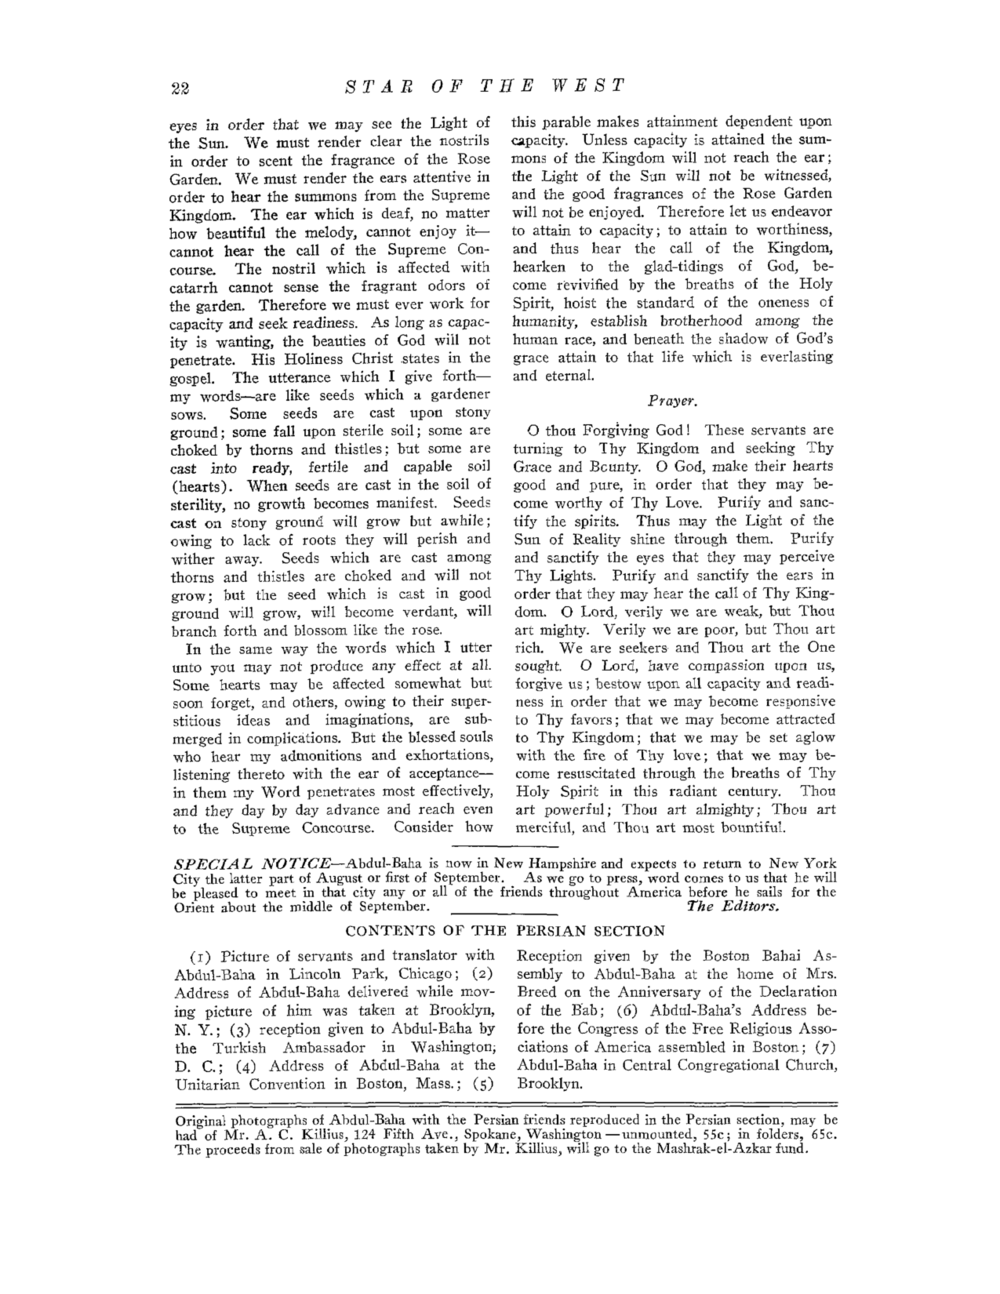 22
STAR OF THE WEST
eyes in order that we may see the Light of
the Sun. We must render clear the nostrils
in order to scent the fragrance of the Rose
Garden. We must render the ears attentive in
order to hear the summons from the Supreme
Kingdom. The ear which is deaf, no matter
how beautiful the melody, cannot enjoy it—
cannot hear the call of the Supreme Con-
course. The nostril which is affected with
catarrh cannot sense the fragrant odors of
the garden. Therefore we must ever work for
capacity and seek readiness. As long as capac-
ity is wanting, the beauties of God will not
penetrate. His Holiness Christ states in the
gospel. The utterance which I give forth—
my words—are like seeds which a gardener
sows. Some seeds are cast upon stony
ground; some fall upon sterile soil; some are
choked by thorns and thistles; but some are
cast into ready, fertile and capable soil
(hearts). When seeds are cast in the soil of
sterility, no growth becomes manifest. Seeds
cast on stony ground will grow but awhile;
owing to lack of roots they will perish and
wither away. Seeds which are cast among
thorns and thistles are choked and will not
grow; but the seed which is cast in good
ground will grow, will become verdant, will
branch forth and blossom like the rose.
In the same way the words which I utter
unto you may not produce any effect at all.
Some hearts may be affected somewhat but
soon forget, and others, owing to their super-
stitious ideas and imaginations, are sub-
merged in complications. But the blessed souls
who hear my admonitions and exhortations,
listening thereto with the ear of acceptance—
in them my Word penetrates most effectively,
and they day by day advance and reach even
to the Supreme Concourse. Consider how
this parable makes attainment dependent upon
capacity. Unless capacity is attained the sum-
mons of the Kingdom will not reach the ear;
the Light of the Sun will not be witnessed,
and the good fragrances of the Rose Garden
will not be enjoyed. Therefore let us endeavor
to attain to capacity; to attain to worthiness,
and thus hear the call of the Kingdom,
hearken to the glad-tidings of God, be-
come revivified by the breaths of the Holy
Spirit, hoist the standard of the oneness of
humanity, establish brotherhood among the
human race, and beneath the shadow of God's
grace attain to that life which is everlasting
and eternal.
Prayer.
O thou Forgiving God! These servants are
turning to Thy Kingdom and seeking Thy
Grace and Bounty. O God, make their hearts
good and pure, in order that they may be-
come worthy of Thy Love. Purify and sanc-
tify the spirits. Thus may the Light of the
Sun of Reality shine through them. Purify
and sanctify the eyes that they may perceive
Thy Lights. Purify and sanctify the ears in
order that they may hear the call of Thy King-
dom. O Lord, verily we are weak, but Thou
art mighty. Verily we are poor, but Thou art
rich. We are seekers and Thou art the One
sought. O Lord, have compassion upon us,
forgive us; bestow upon all capacity and readi-
ness in order that we may become responsive
to Thy favors; that we may become attracted
to Thy Kingdom; that we may be set aglow
with the fire of Thy love; that we may be-
come resuscitated through the breaths of Thy
Holy Spirit in this radiant century. Thou
art powerful; Thou art almighty; Thou art
merciful, and Thou art most bountiful.
SPECIAL NOTICE—Abdul-Baha is now in New Hampshire and expects to return to New York
City the latter part of August or first of September. As we go to press, word comes to us that he will
be pleased to meet in that city any or all of the friends throughout America before he sails for the
Orient about the middle of September. The Editors.
CONTENTS OF THE PERSIAN SECTION
(1) Picture of servants and translator with
Abdul-Baha in Lincoln Park, Chicago; (2)
Address of Abdul-Baha delivered while mov-
ing picture of him was taken at Brooklyn,
N. Y.; (3) reception given to Abdul-Baha by
the Turkish Ambassador in Washington;
D. C.; (4) Address of Abdul-Baha at the
Unitarian Convention in Boston, Mass.; (5)
Reception given by the Boston Bahai As-
sembly to Abdul-Baha at the home of Mrs.
Breed on the Anniversary of the Declaration
of the Bab; (6) Abdul-Baha's Address be-
fore the Congress of the Free Religious Asso-
ciations of America assembled in Boston; (7)
Abdul-Baha in Central Congregational Church,
Brooklyn.
Original photographs of Abdul-Baha with the Persian friends reproduced in the Persian section, may be
had of Mr. A. C. Killius, 124 Fifth Ave., Spokane, Washington—unmounted, 55c; in folders, 65c.
The proceeds from sale of photographs taken by Mr. Killius, will go to the Mashrak-el-Azkar fund.